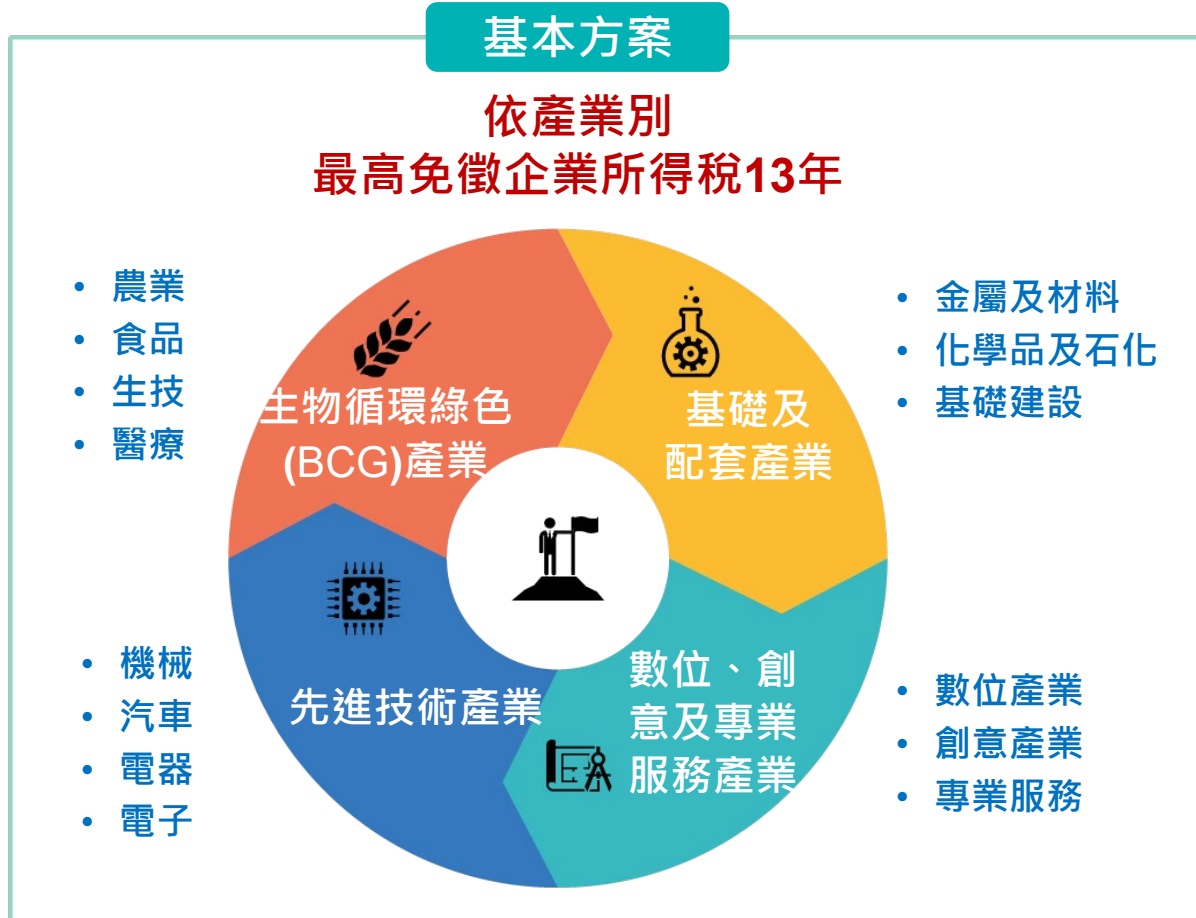 基本方案
依產業別
最高免徵企業所得稅13年
• 農業
• 食品
• 生技
• 醫療
生物循環綠色
(BCG)產業
基礎及
配套產業
• 金屬及材料
• 化學品及石化
• 基礎建設
• 機械
• 汽車
• 電器
• 電子
先進技術產業
數位、創
意及專業
服務產業
• 數位產業
• 創意產業
• 專業服務